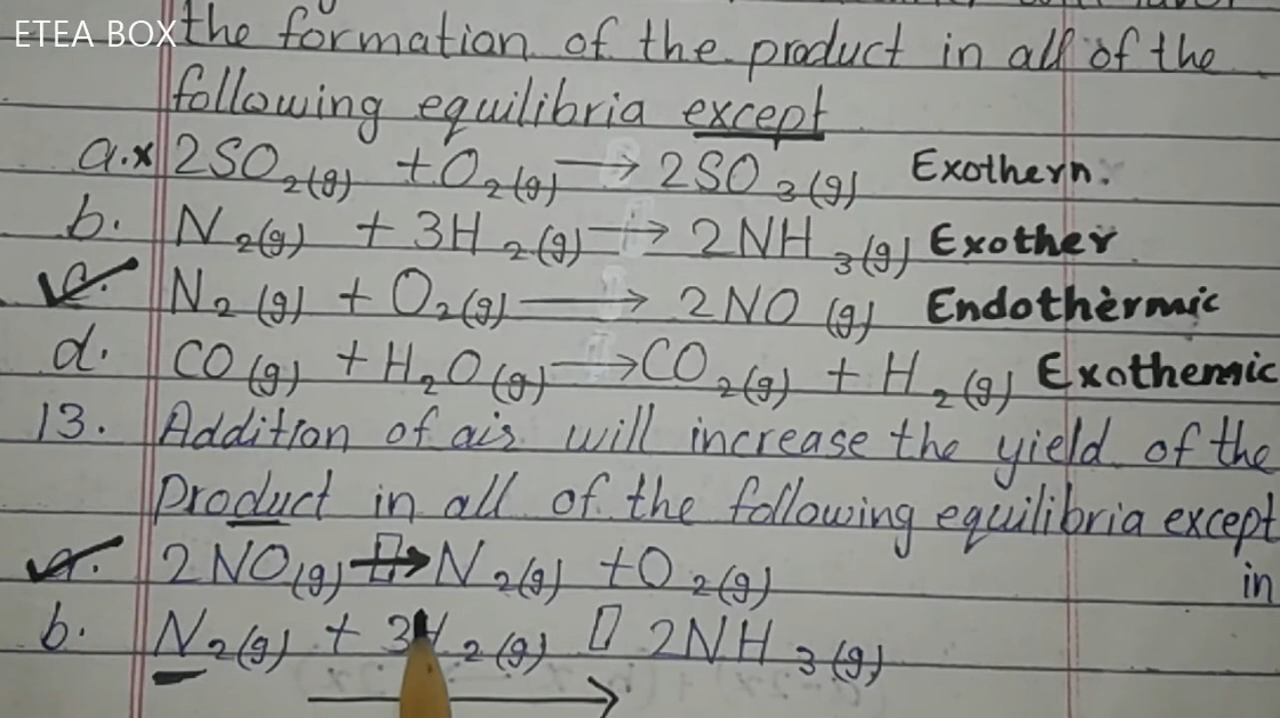 ETEA BOX
the formation of the product in all of the
following equilibria except
a.x 2SO2(g) + O2(g) → 2SO3(g) Exothern.
b. N2(g) + 3H2(g) → 2NH3(g) Exother
c. N2(g) + O2(g) → 2NO(g) Endothermic
d. CO(g) + H2O(g) → CO2(g) + H2(g) Exothemic
13. Addition of air will increase the yield of the
Product in all of the following equilibria except
in
a. 2NO(g) → N2(g) + O2(g)
b. N2(g) + 3H2(g) 2NH3(g)